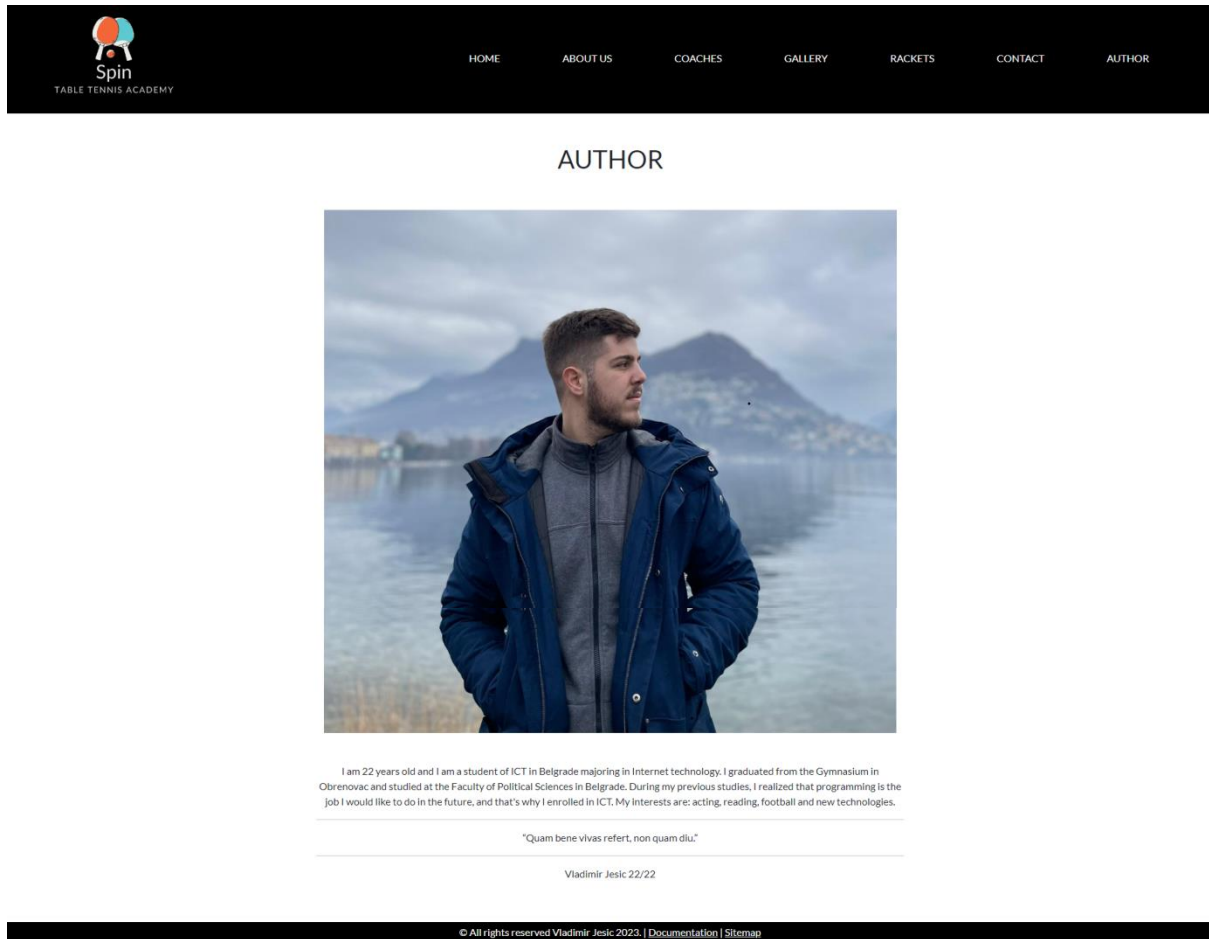 Spin
TABLE TENNIS ACADEMY
HOME ABOUT US COACHES GALLERY RACKETS CONTACT AUTHOR
AUTHOR
I am 22 years old and I am a student of ICT in Belgrade majoring in Internet technology. I graduated from the Gymnasium in
Obrenovac and studied at the Faculty of Political Sciences in Belgrade. During my previous studies, I realized that programming is the
job I would like to do in the future, and that's why I enrolled in ICT. My interests are: acting, reading, football and new technologies.
“Quam bene vivas refert, non quam diu.”
Vladimir Jesic 22/22
© All rights reserved Vladimir Jesic 2023. | Documentation | Sitemap